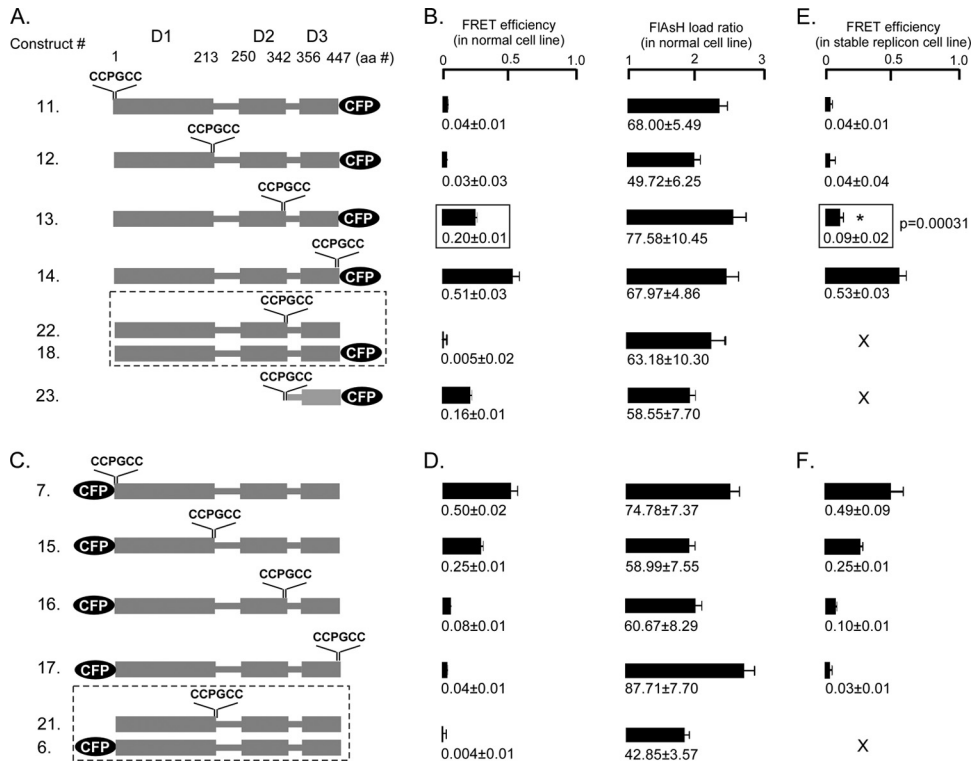 A.
B.
E.
Construct #
D1 D2 D3
1 213 250 342 356 447 (aa #)
FRET efficiency
(in normal cell line)
0 0.5 1.0
FlAsH load ratio
(in normal cell line)
1 2 3
FRET efficiency
(in stable replicon cell line)
0 0.5 1.0
CCPGCC
11. CFP
0.04±0.01
68.00±5.49
0.04±0.01
CCPGCC
12. CFP
0.03±0.03
49.72±6.25
0.04±0.04
CCPGCC
13. CFP
0.20±0.01
77.58±10.45
*
0.09±0.02
p=0.00031
CCPGCC
14. CFP
0.51±0.03
67.97±4.86
0.53±0.03
CCPGCC
22.
18. CFP
0.005±0.02
63.18±10.30
X
CCPGCC
23. CFP
0.16±0.01
58.55±7.70
X
C.
D.
F.
CCPGCC
7. CFP
0.50±0.02
74.78±7.37
0.49±0.09
CCPGCC
15. CFP
0.25±0.01
58.99±7.55
0.25±0.01
CCPGCC
16. CFP
0.08±0.01
60.67±8.29
0.10±0.01
CCPGCC
17. CFP
0.04±0.01
87.71±7.70
0.03±0.01
CCPGCC
21.
6. CFP
0.004±0.01
42.85±3.57
X